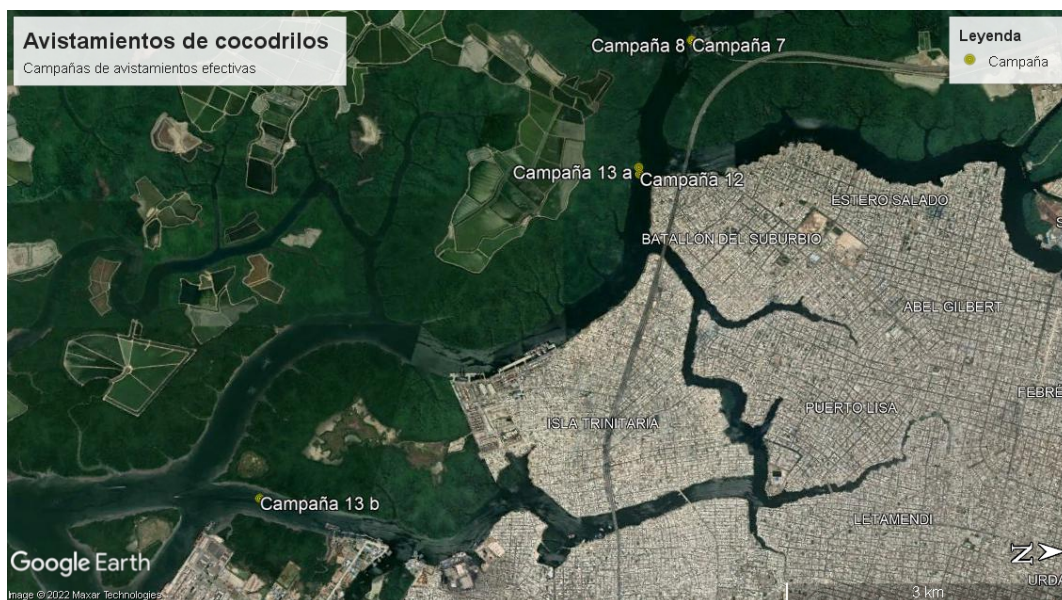 Avistamientos de cocodrilos
Campañas de avistamientos efectivas
Campaña 8
Campaña 7
Leyenda
Campaña
Campaña 13 a
Campaña 12
ESTERO SALADO
BATALLÓN DEL SUBURBIO
ABEL GILBERT
FEBRE
ISLA TRINITARIA
PUERTO LISA
Campaña 13 b
LETAMENDI
Google Earth
N
URDA
Image © 2022 Maxar Technologies
3 km